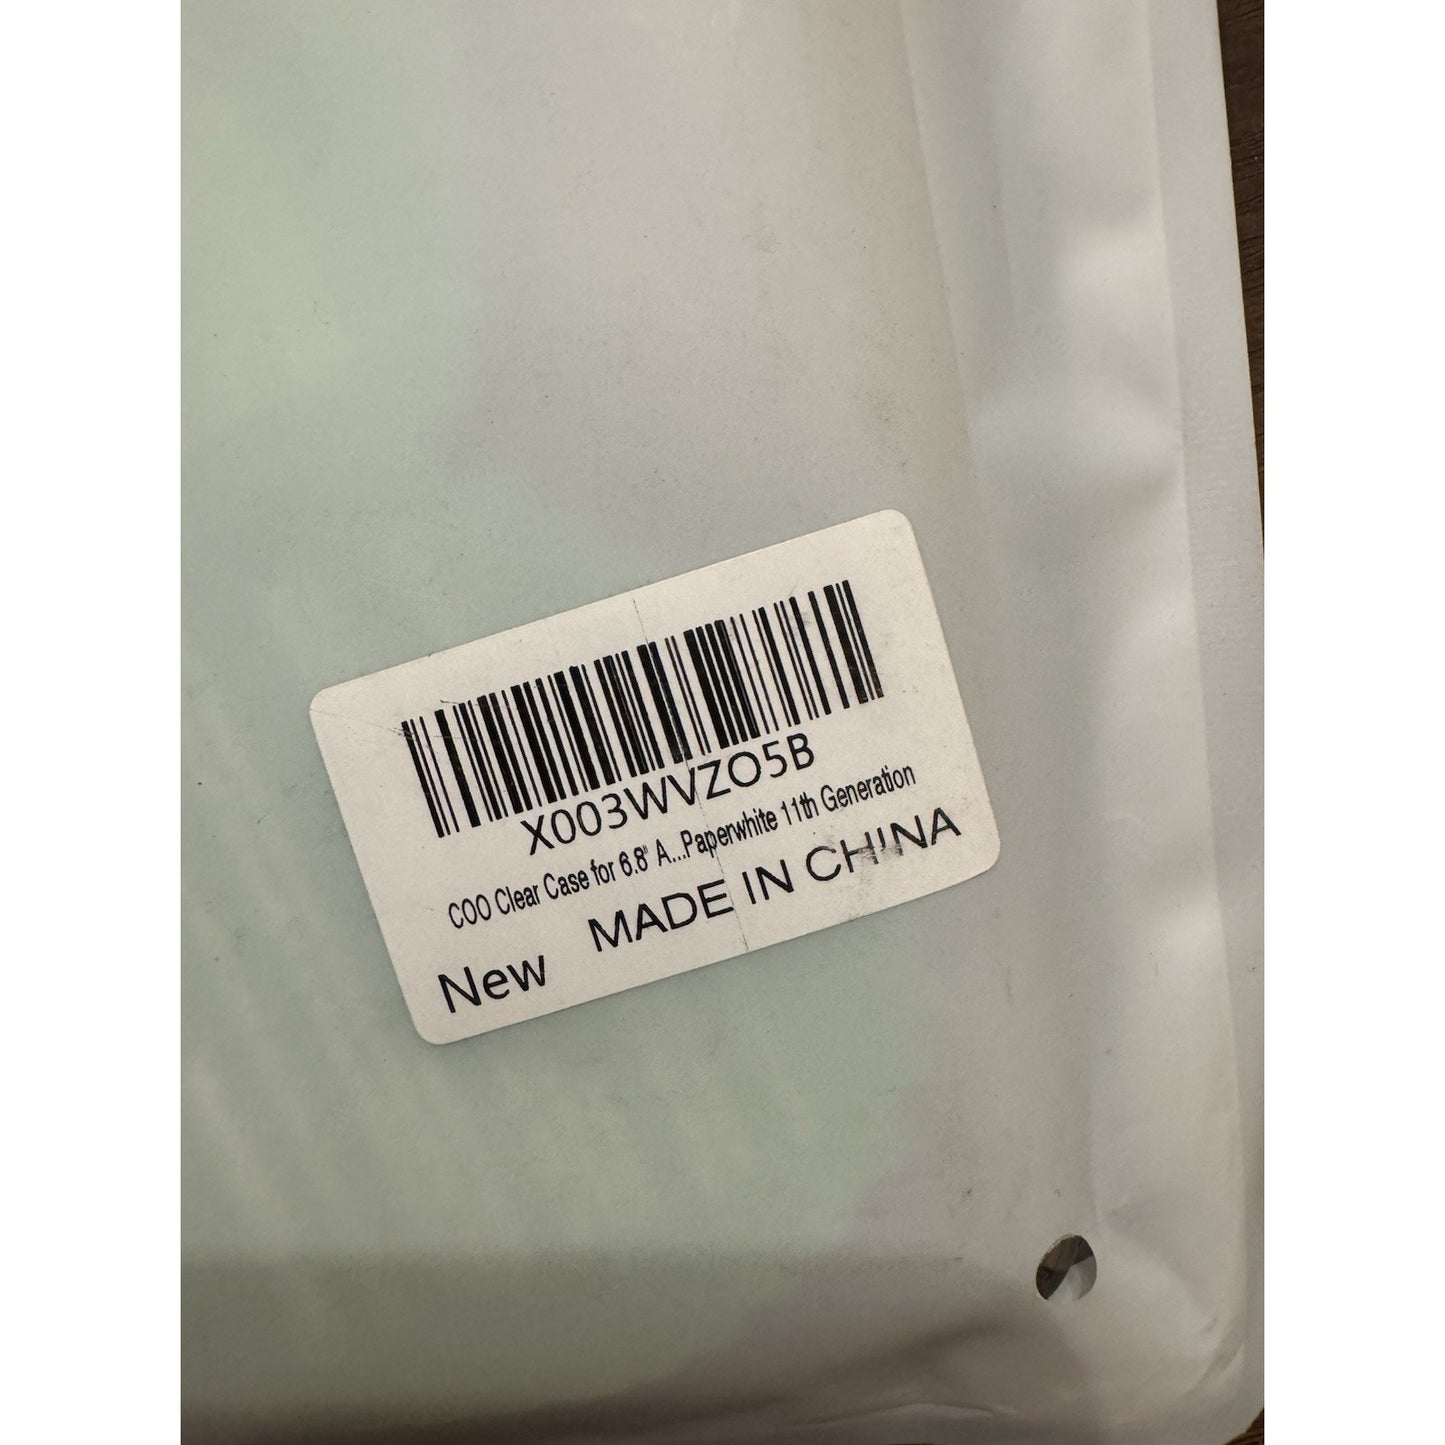 X003WVZO5B
COO Clear Case for 6.8" A...Paperwhite 11th Generation
MADE IN CHINA
New